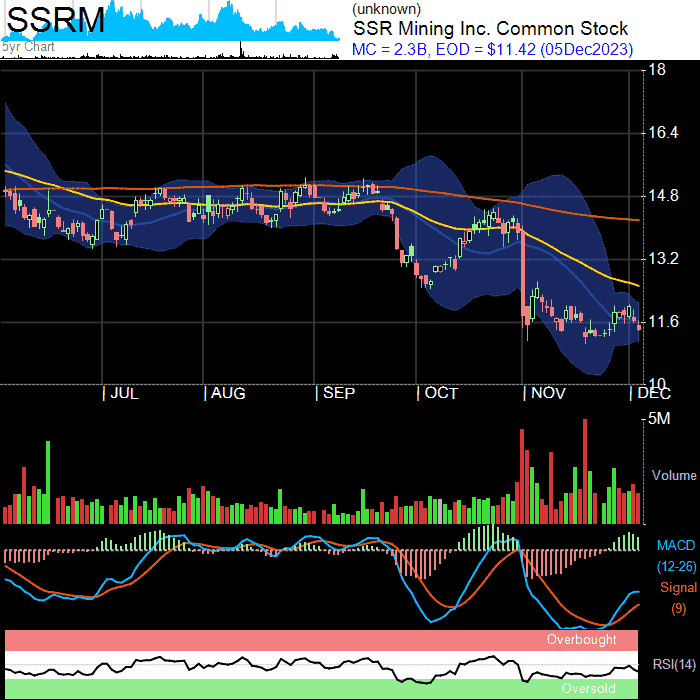 SSRM
5yr Chart
(unknown)
SSR Mining Inc. Common Stock
MC = 2.3B, EOD = $11.42 (05Dec2023)
18
16.4
14.8
13.2
11.6
10
JUL AUG SEP OCT NOV DEC
5M
Volume
MACD
(12-26)
Signal
(9)
Overbought
RSI(14)
Oversold